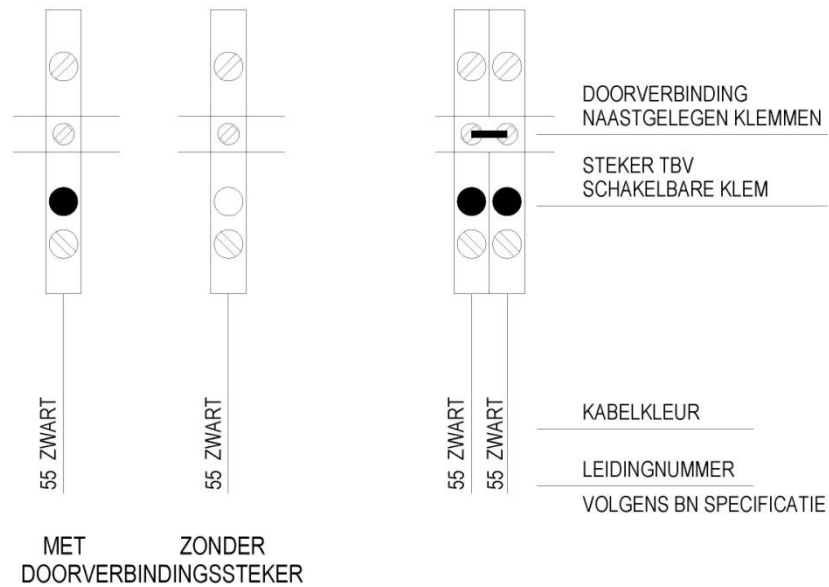 DOORVERBINDING
NAASTGELEGEN KLEMMEN
STEKER TBV
SCHAKELBARE KLEM
55 ZWART
55 ZWART
55 ZWART
55 ZWART
KABELKLEUR
LEIDINGNUMMER
VOLGENS BN SPECIFICATIE
MET ZONDER
DOORVERBINDINGSSTEKER